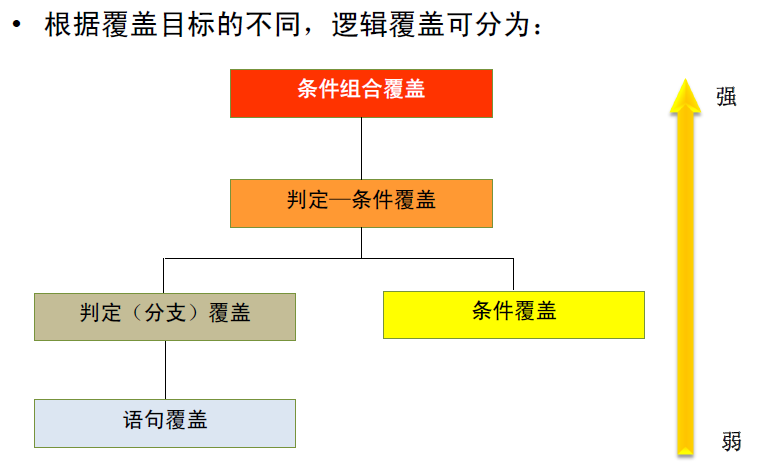 • 根据覆盖目标的不同，逻辑覆盖可分为：
条件组合覆盖
强
判定—条件覆盖
判定（分支）覆盖
条件覆盖
语句覆盖
弱